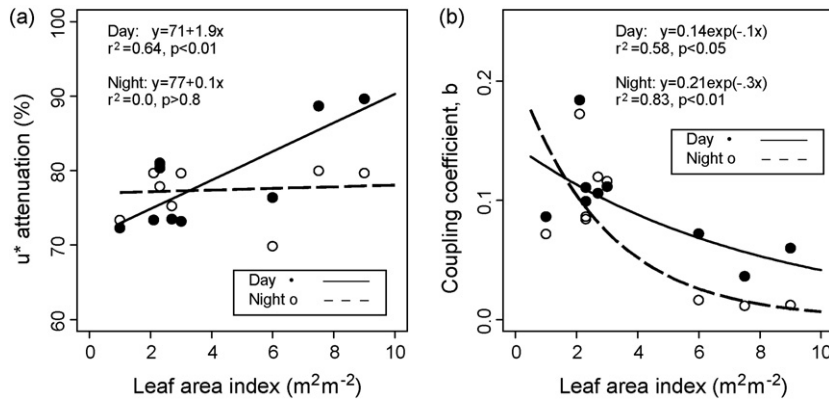 (a)
Day: y=71+1.9x
r²=0.64, p<0.01
Night: y=77+0.1x
r²=0.0, p>0.8
u* attenuation (%)
100
90
80
70
60
Day • ——
Night o – – –
0 2 4 6 8 10
Leaf area index (m²m⁻²)
(b)
Day: y=0.14exp(-.1x)
r²=0.58, p<0.05
Night: y=0.21exp(-.3x)
r²=0.83, p<0.01
Coupling coefficient, b
0.2
0.1
0.0
Day • ——
Night o – – –
0 2 4 6 8 10
Leaf area index (m²m⁻²)